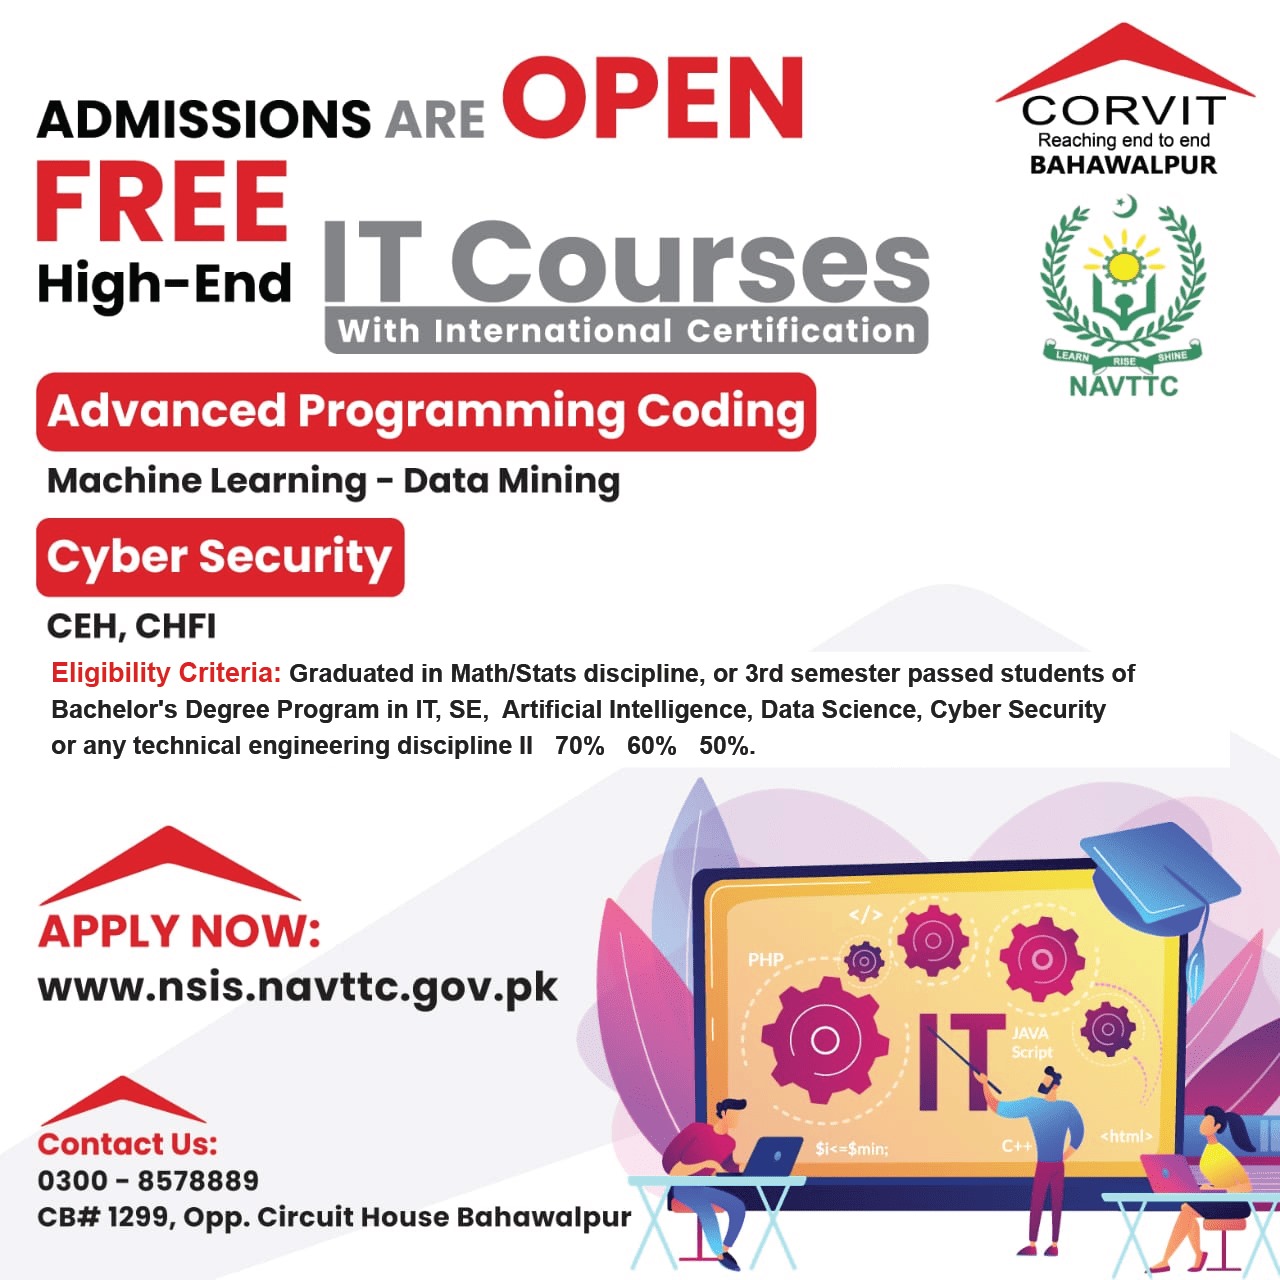 ADMISSIONS ARE OPEN
FREE
High-End IT Courses
With International Certification
CORVIT
Reaching end to end
BAHAWALPUR
LEARN RISE SHINE
NAVTTC
Advanced Programming Coding
Machine Learning - Data Mining
Cyber Security
CEH, CHFI
Eligibility Criteria: Graduated in Math/Stats discipline, or 3rd semester passed students of
Bachelor's Degree Program in IT, SE, Artificial Intelligence, Data Science, Cyber Security
or any technical engineering discipline II 70% 60% 50%.
APPLY NOW:
www.nsis.navttc.gov.pk
Contact Us:
0300 - 8578889
CB# 1299, Opp. Circuit House Bahawalpur
</>
PHP
IT
JAVA
Script
$i<=$min;
C++
<html>